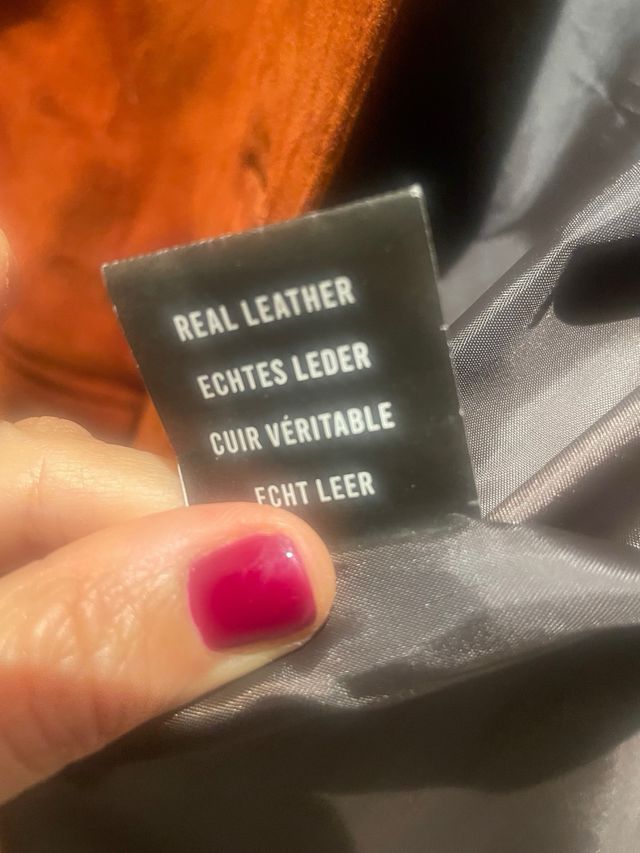 REAL LEATHER
ECHTES LEDER
CUIR VÉRITABLE
ECHT LEER